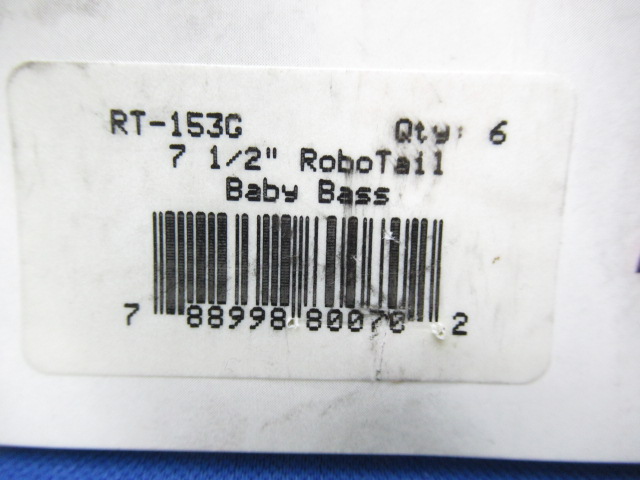 RT-153G Qty: 6
7 1/2" RoboTail
Baby Bass
7 88998 80070 2